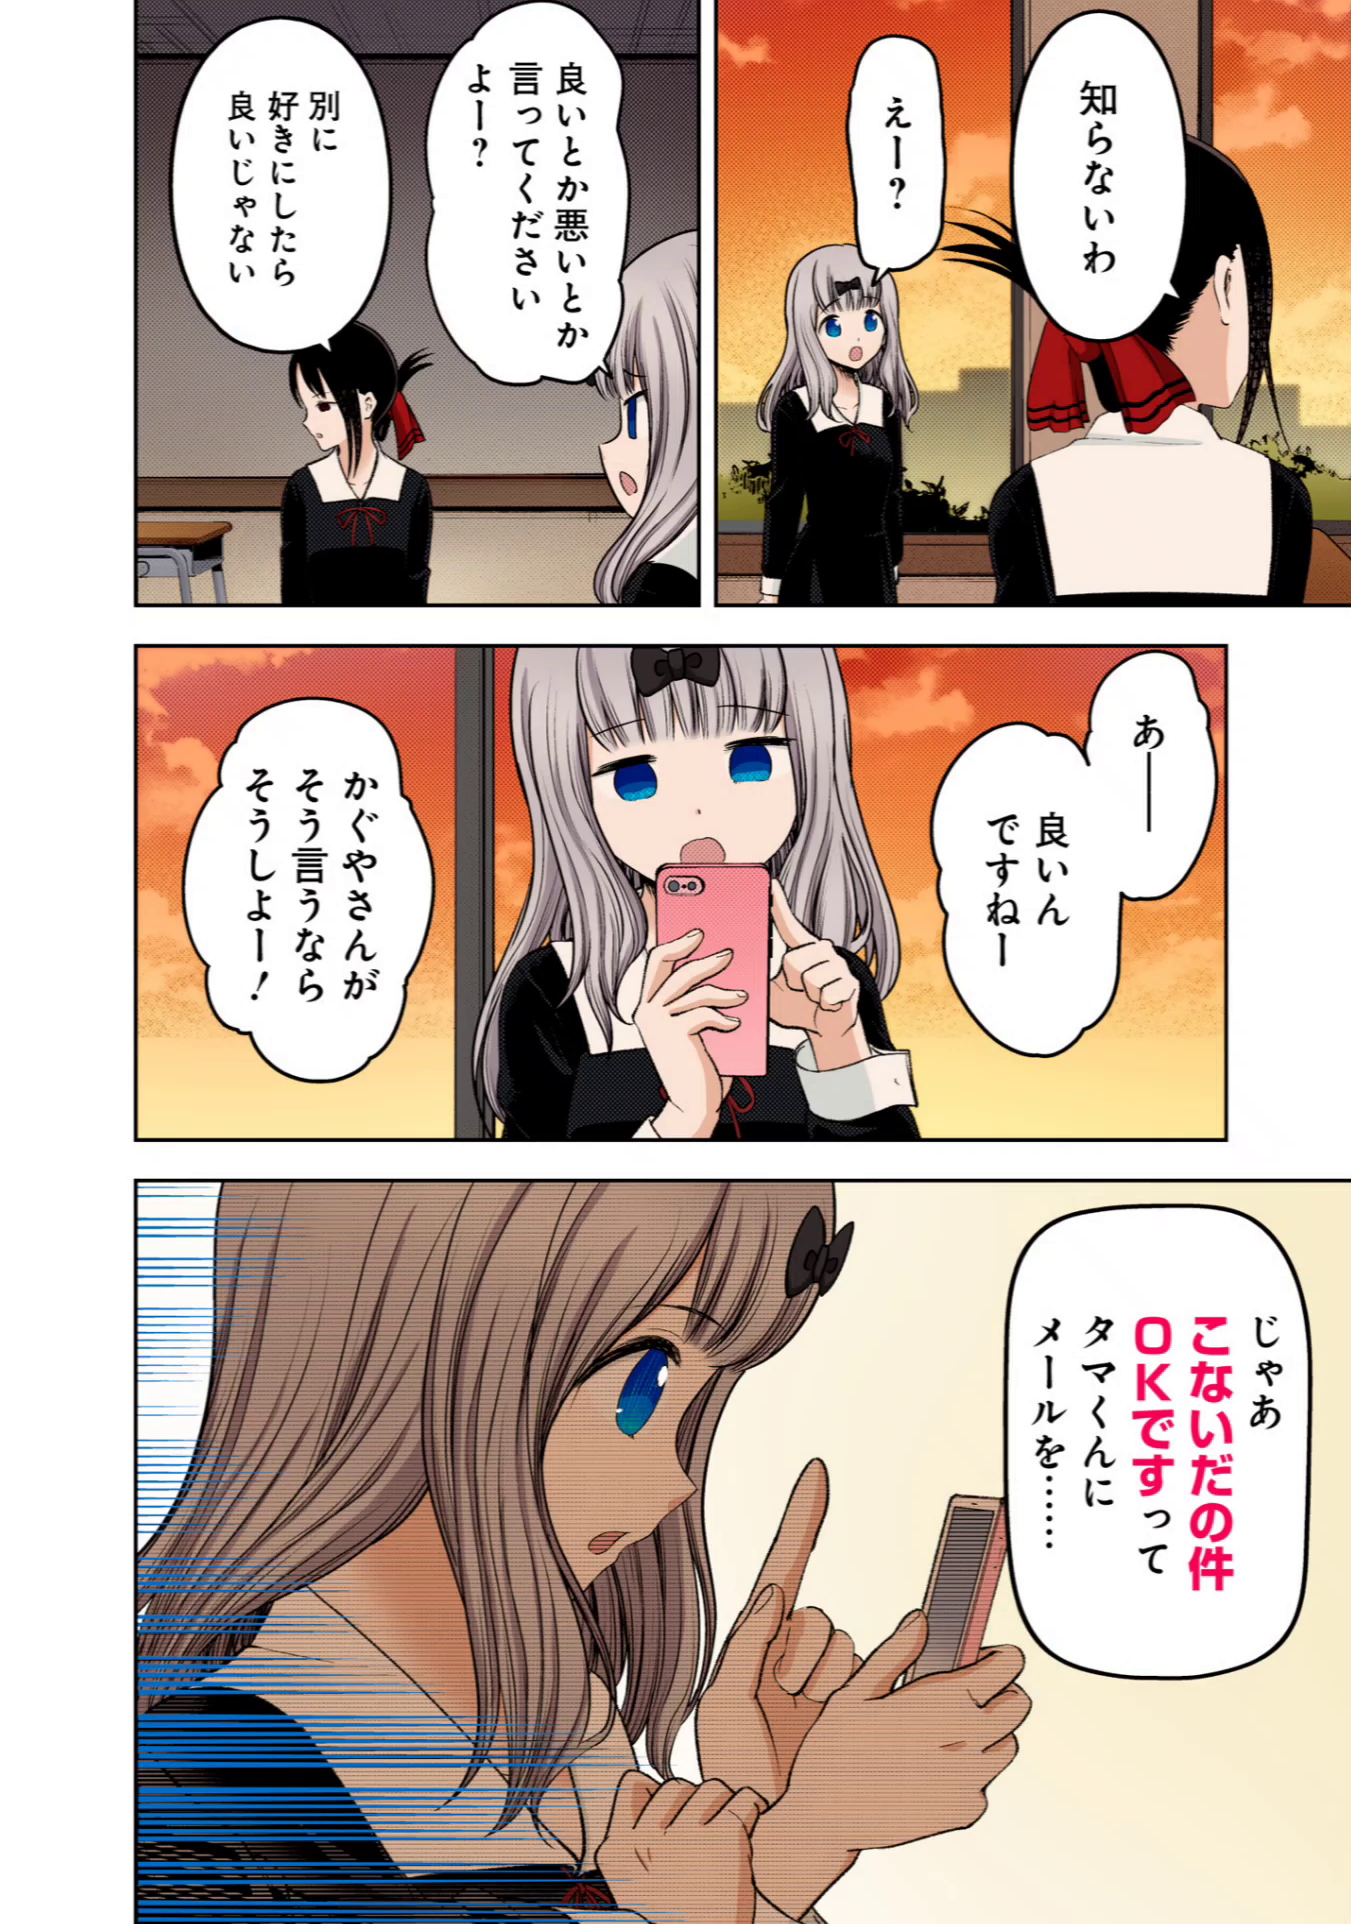 知らないわ
えー？
良いとか悪いとか
言ってください
よー？
別に
好きにしたら
良いじゃない
あ――
良いん
ですねー
かぐやさんが
そう言うなら
そうしよー！
じゃあ
こないだの件
OKですって
タマくんに
メールを……